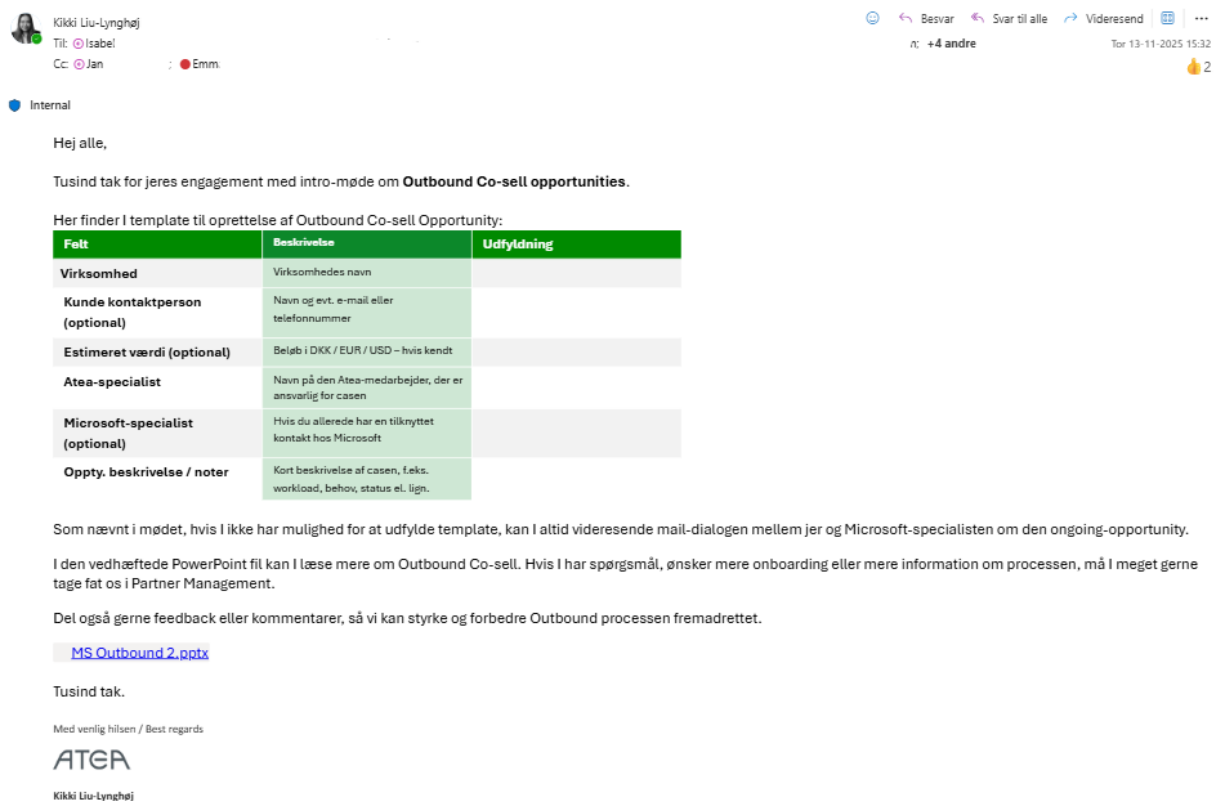 Kikki Liu-Lynghøj
Besvar Svar til alle Videresend
Til: Isabel
+4 andre
Tor 13-11-2025 15:32
Cc: Jan ; Emm
2
Internal
Hej alle,
Tusind tak for jeres engagement med intro-møde om Outbound Co-sell opportunities.
Her finder I template til oprettelse af Outbound Co-sell Opportunity:
Felt Beskrivelse Udfyldning
Virksomhed Virksomhedes navn
Kunde kontaktperson Navn og evt. e-mail eller
(optional) telefonnummer
Estimeret værdi (optional) Beløb i DKK / EUR / USD – hvis kendt
Atea-specialist Navn på den Atea-medarbejder, der er
ansvarlig for casen
Microsoft-specialist Hvis du allerede har en tilknyttet
(optional) kontakt hos Microsoft
Oppty. beskrivelse / noter Kort beskrivelse af casen, f.eks.
workload, behov, status el. lign.
Som nævnt i mødet, hvis I ikke har mulighed for at udfylde template, kan I altid videresende mail-dialogen mellem jer og Microsoft-specialisten om den ongoing-opportunity.
I den vedhæftede PowerPoint fil kan I læse mere om Outbound Co-sell. Hvis I har spørgsmål, ønsker mere onboarding eller mere information om processen, må I meget gerne
tage fat os i Partner Management.
Del også gerne feedback eller kommentarer, så vi kan styrke og forbedre Outbound processen fremadrettet.
MS Outbound 2.pptx
Tusind tak.
Med venlig hilsen / Best regards
ATEA
Kikki Liu-Lynghøj